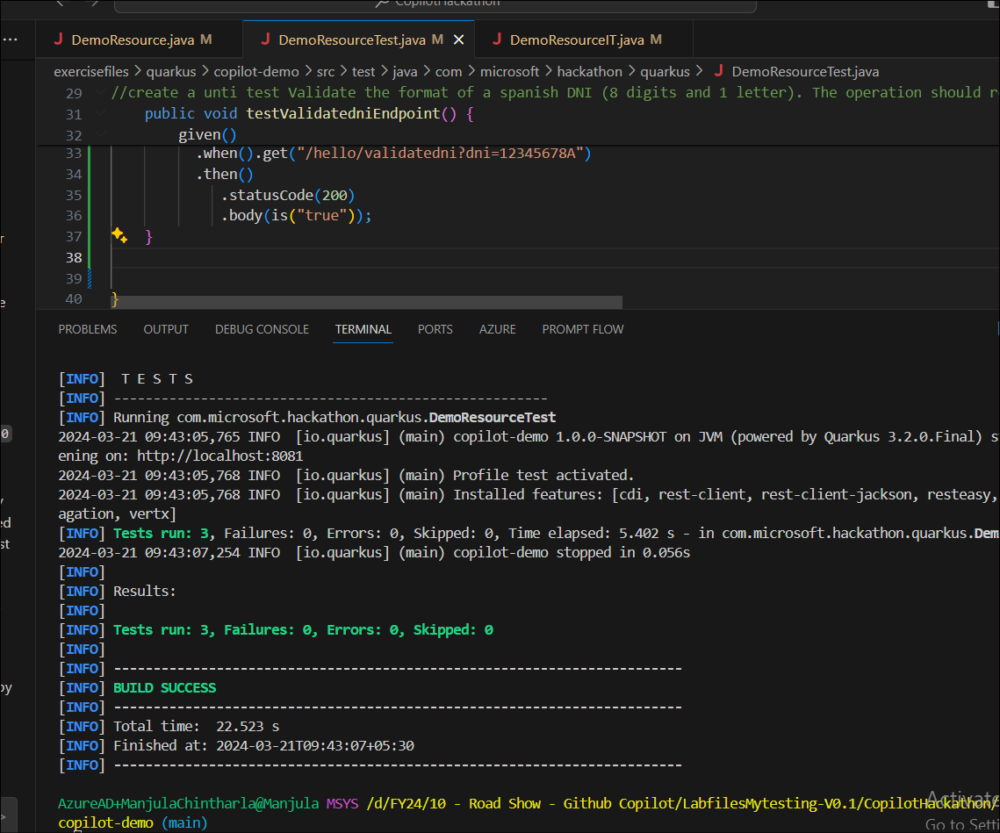 CopilotHackathon
... DemoResource.java M DemoResourceTest.java M DemoResourceIT.java M
exercisefiles > quarkus > copilot-demo > src > test > java > com > microsoft > hackathon > quarkus > DemoResourceTest.java
29 //create a unti test Validate the format of a spanish DNI (8 digits and 1 letter). The operation should r
31 public void testValidatedniEndpoint() {
32 given()
33 .when().get("/hello/validatedni?dni=12345678A")
34 .then()
35 .statusCode(200)
36 .body(is("true"));
37 }
38
39
40 }
PROBLEMS OUTPUT DEBUG CONSOLE TERMINAL PORTS AZURE PROMPT FLOW
[INFO] T E S T S
[INFO] -------------------------------------------------------
[INFO] Running com.microsoft.hackathon.quarkus.DemoResourceTest
2024-03-21 09:43:05,765 INFO [io.quarkus] (main) copilot-demo 1.0.0-SNAPSHOT on JVM (powered by Quarkus 3.2.0.Final) s
ening on: http://localhost:8081
2024-03-21 09:43:05,768 INFO [io.quarkus] (main) Profile test activated.
2024-03-21 09:43:05,768 INFO [io.quarkus] (main) Installed features: [cdi, rest-client, rest-client-jackson, resteasy,
agation, vertx]
[INFO] Tests run: 3, Failures: 0, Errors: 0, Skipped: 0, Time elapsed: 5.402 s - in com.microsoft.hackathon.quarkus.Dem
2024-03-21 09:43:07,254 INFO [io.quarkus] (main) copilot-demo stopped in 0.056s
[INFO]
[INFO] Results:
[INFO]
[INFO] Tests run: 3, Failures: 0, Errors: 0, Skipped: 0
[INFO]
[INFO] ------------------------------------------------------------------------
[INFO] BUILD SUCCESS
[INFO] ------------------------------------------------------------------------
[INFO] Total time: 22.523 s
[INFO] Finished at: 2024-03-21T09:43:07+05:30
[INFO] ------------------------------------------------------------------------
AzureAD+ManjulaChintharla@Manjula MSYS /d/FY24/10 - Road Show - Github Copilot/LabfilesMytesting-V0.1/CopilotHackathon/
copilot-demo (main)
Activate
Go to Setti